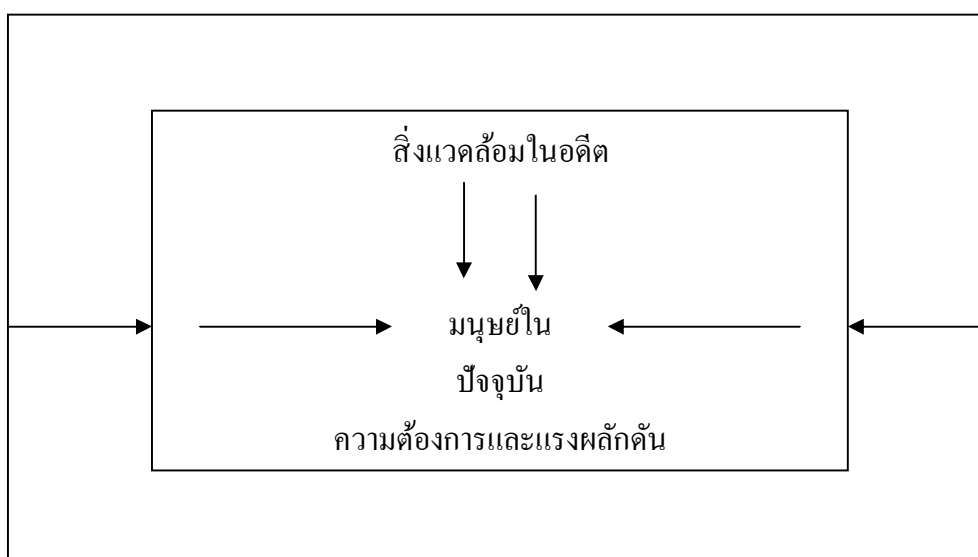 สิ่งแวดล้อมในอดีต
มนุษย์ใน
ปัจจุบัน
ความต้องการและแรงผลักดัน